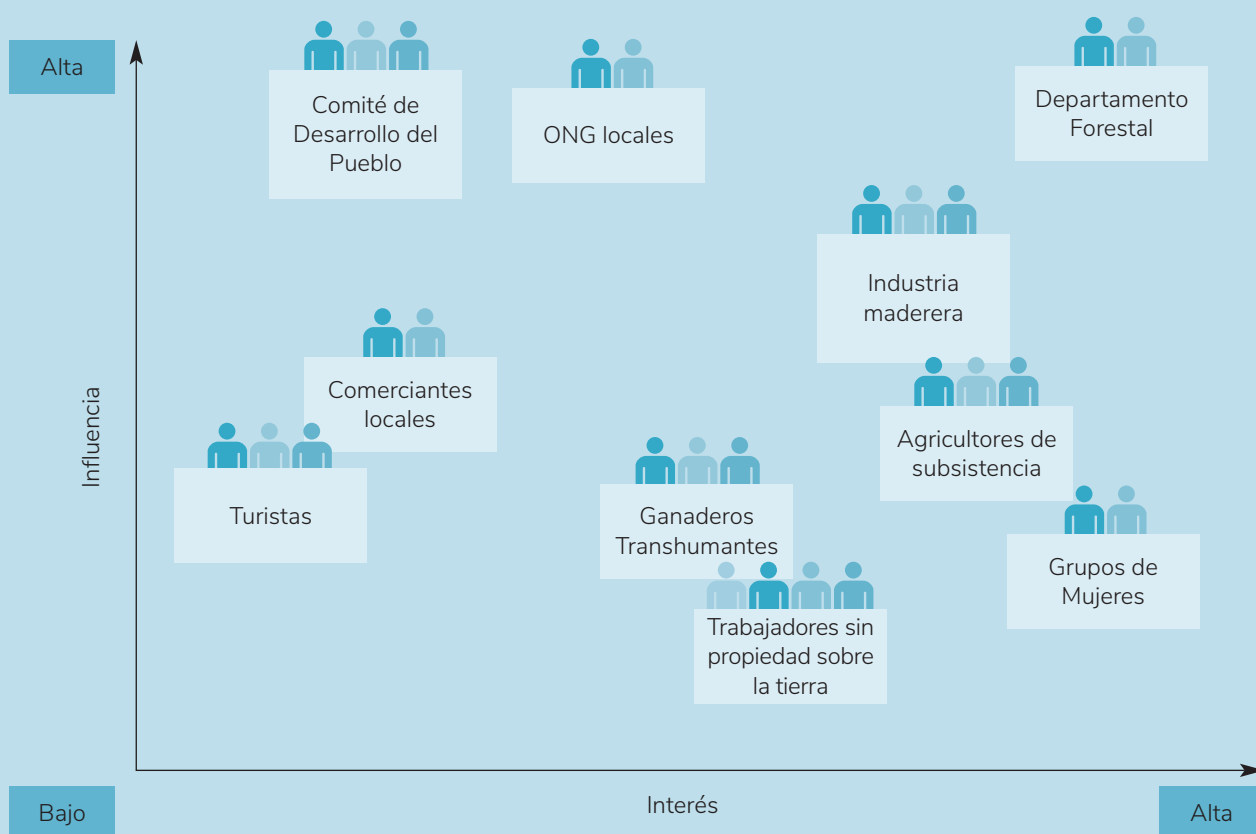 Alta
Comité de
Desarrollo del
Pueblo
ONG locales
Departamento
Forestal
Industria
maderera
Comerciantes
locales
Influencia
Agricultores de
subsistencia
Turistas
Ganaderos
Transhumantes
Grupos de
Mujeres
Trabajadores sin
propiedad sobre
la tierra
Bajo
Interés
Alta